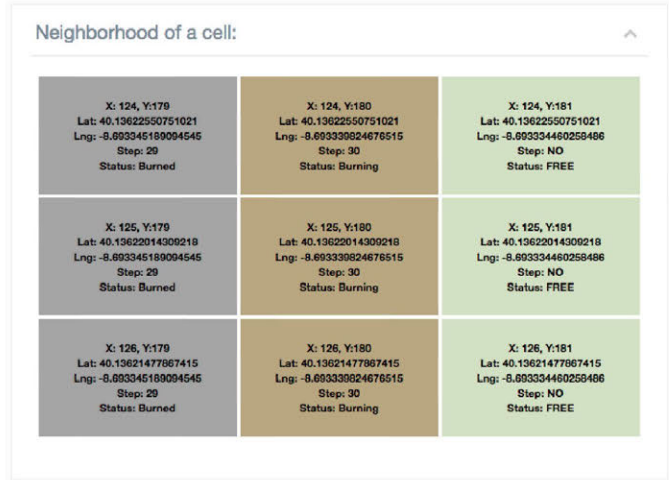 Neighborhood of a cell:
X: 124, Y:179
Lat: 40.13622550751021
Lng: -8.693345189094545
Step: 29
Status: Burned
X: 124, Y:180
Lat: 40.13622550751021
Lng: -8.693339824676515
Step: 30
Status: Burning
X: 124, Y:181
Lat: 40.13622550751021
Lng: -8.693334460258486
Step: NO
Status: FREE
X: 125, Y:179
Lat: 40.13622014309218
Lng: -8.693345189094545
Step: 29
Status: Burned
X: 125, Y:180
Lat: 40.13622014309218
Lng: -8.693339824676515
Step: 30
Status: Burning
X: 125, Y:181
Lat: 40.13622014309218
Lng: -8.693334460258486
Step: NO
Status: FREE
X: 126, Y:179
Lat: 40.13621477867415
Lng: -8.693345189094545
Step: 29
Status: Burned
X: 126, Y:180
Lat: 40.13621477867415
Lng: -8.693339824676515
Step: 30
Status: Burning
X: 126, Y:181
Lat: 40.13621477867415
Lng: -8.693334460258486
Step: NO
Status: FREE